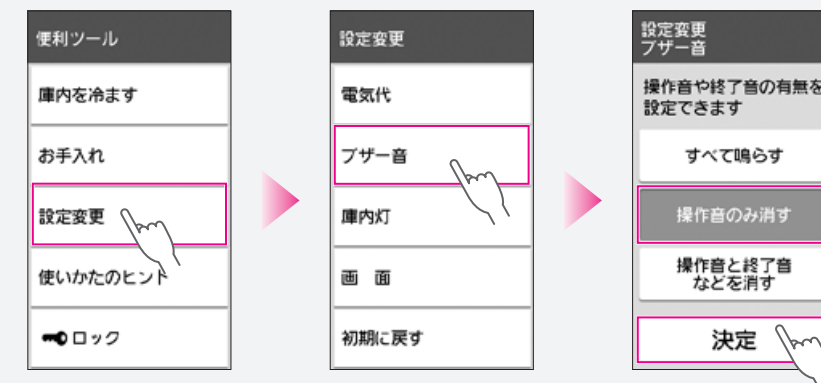 便利ツール
庫内を冷ます
お手入れ
設定変更
使いかたのヒント
ロック
設定変更
電気代
ブザー音
庫内灯
画 面
初期に戻す
設定変更
ブザー音
操作音や終了音の有無を
設定できます
すべて鳴らす
操作音のみ消す
操作音と終了音
などを消す
決定